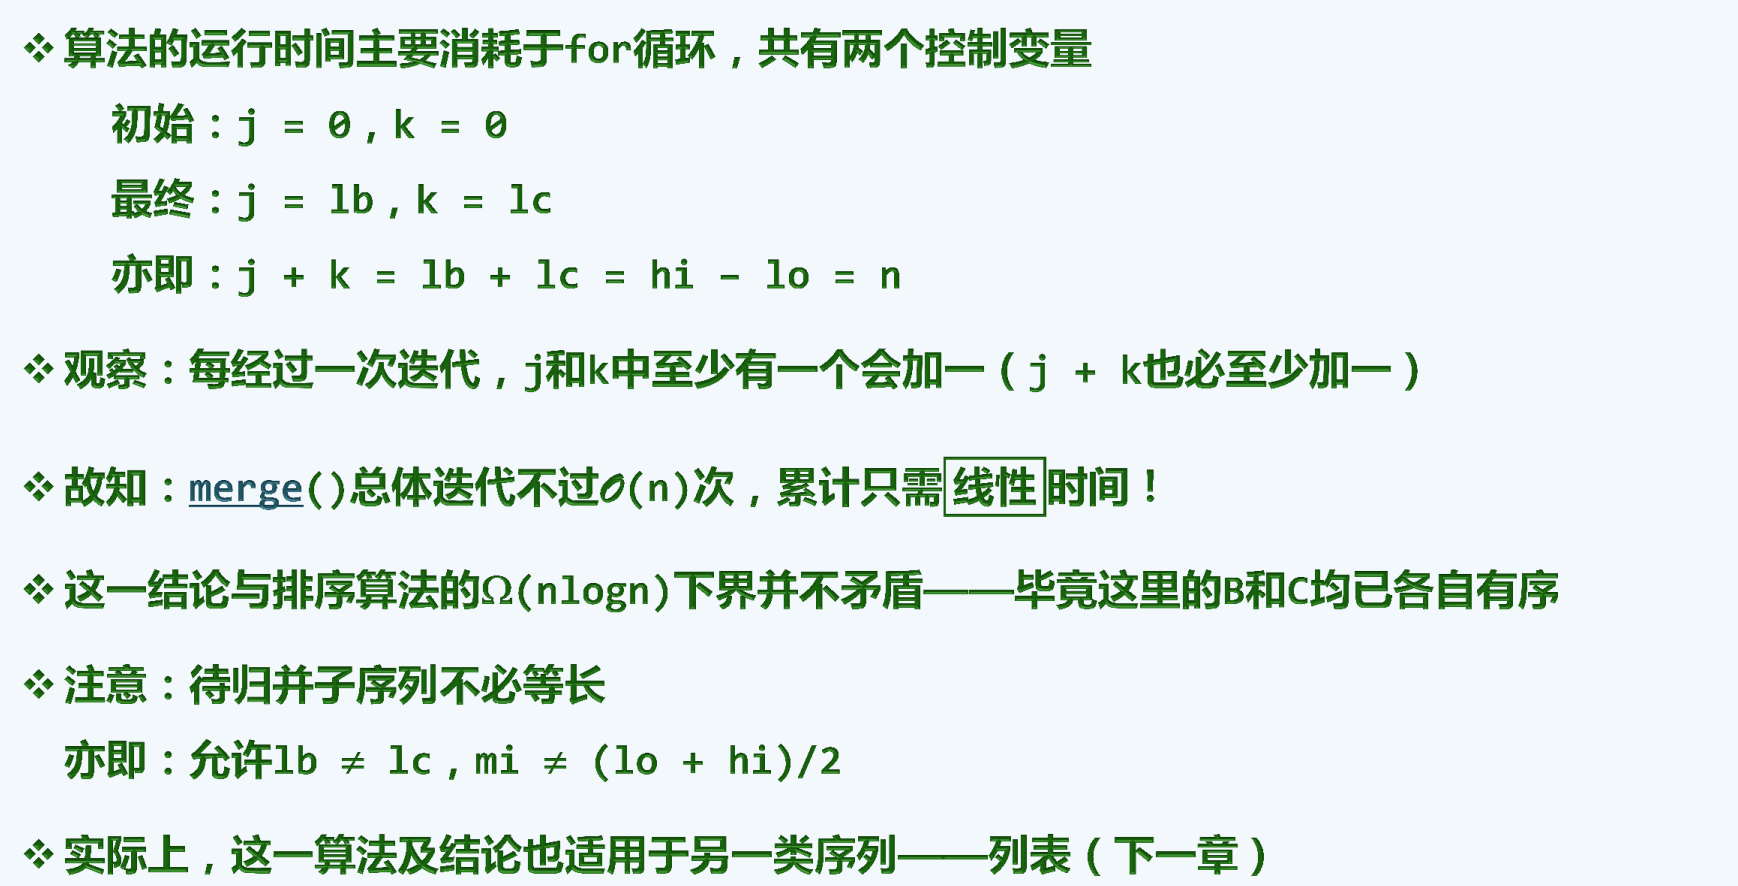 ❖ 算法的运行时间主要消耗于for循环，共有两个控制变量
初始：j = 0，k = 0
最终：j = lb，k = lc
亦即：j + k = lb + lc = hi − lo = n
❖ 观察：每经过一次迭代，j和k中至少有一个会加一（j + k也必至少加一）
❖ 故知：merge()总体迭代不过𝒪(n)次，累计只需线性时间！
❖ 这一结论与排序算法的Ω(nlogn)下界并不矛盾——毕竟这里的B和C均已各自有序
❖ 注意：待归并子序列不必等长
亦即：允许lb ≠ lc，mi ≠ (lo + hi)/2
❖ 实际上，这一算法及结论也适用于另一类序列——列表（下一章）